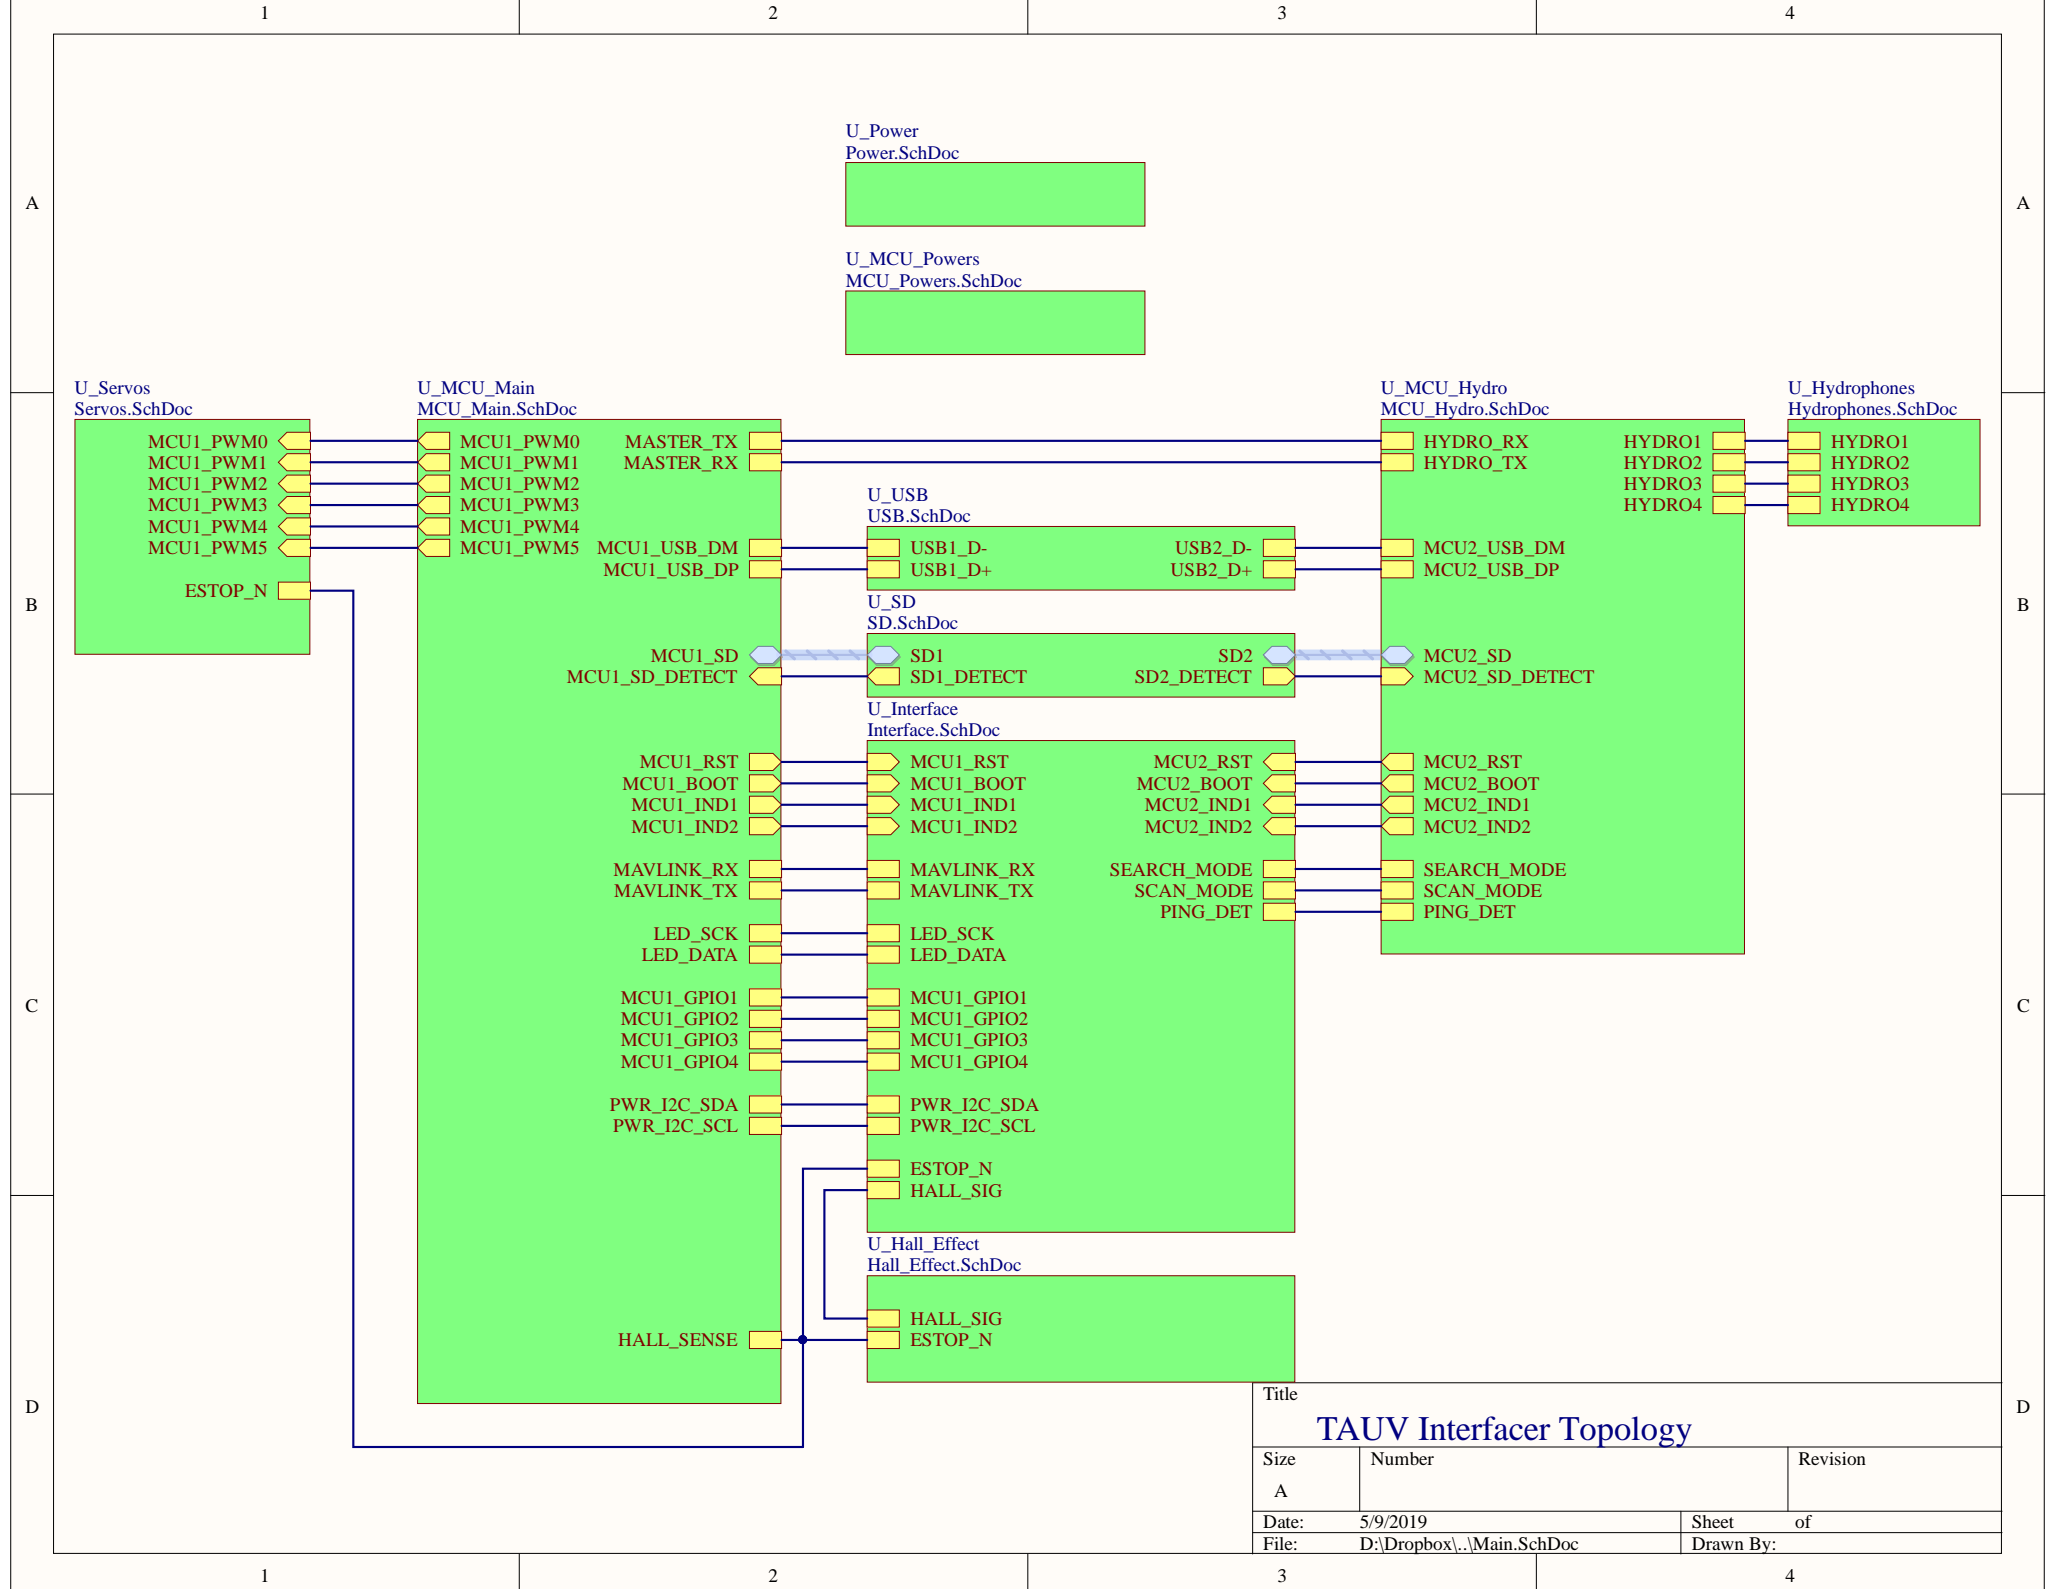 1 2 3 4
A A
U_Power
Power.SchDoc
U_MCU_Powers
MCU_Powers.SchDoc
U_Servos
Servos.SchDoc
MCU1_PWM0
MCU1_PWM1
MCU1_PWM2
MCU1_PWM3
MCU1_PWM4
MCU1_PWM5
ESTOP_N
U_MCU_Main
MCU_Main.SchDoc
MCU1_PWM0 MASTER_TX
MCU1_PWM1 MASTER_RX
MCU1_PWM2
MCU1_PWM3
MCU1_PWM4
MCU1_PWM5 MCU1_USB_DM
MCU1_USB_DP
MCU1_SD
MCU1_SD_DETECT
MCU1_RST
MCU1_BOOT
MCU1_IND1
MCU1_IND2
MAVLINK_RX
MAVLINK_TX
LED_SCK
LED_DATA
MCU1_GPIO1
MCU1_GPIO2
MCU1_GPIO3
MCU1_GPIO4
PWR_I2C_SDA
PWR_I2C_SCL
HALL_SENSE
U_USB
USB.SchDoc
USB1_D- USB2_D-
USB1_D+ USB2_D+
U_SD
SD.SchDoc
SD1 SD2
SD1_DETECT SD2_DETECT
U_Interface
Interface.SchDoc
MCU1_RST MCU2_RST
MCU1_BOOT MCU2_BOOT
MCU1_IND1 MCU2_IND1
MCU1_IND2 MCU2_IND2
MAVLINK_RX SEARCH_MODE
MAVLINK_TX SCAN_MODE
PING_DET
LED_SCK
LED_DATA
MCU1_GPIO1
MCU1_GPIO2
MCU1_GPIO3
MCU1_GPIO4
PWR_I2C_SDA
PWR_I2C_SCL
ESTOP_N
HALL_SIG
U_Hall_Effect
Hall_Effect.SchDoc
HALL_SIG
ESTOP_N
U_MCU_Hydro
MCU_Hydro.SchDoc
HYDRO_RX HYDRO1
HYDRO_TX HYDRO2
HYDRO3
HYDRO4
MCU2_USB_DM
MCU2_USB_DP
MCU2_SD
MCU2_SD_DETECT
MCU2_RST
MCU2_BOOT
MCU2_IND1
MCU2_IND2
SEARCH_MODE
SCAN_MODE
PING_DET
U_Hydrophones
Hydrophones.SchDoc
HYDRO1
HYDRO2
HYDRO3
HYDRO4
B B
C C
D D
Title
TAUV Interfacer Topology
Size Number Revision
A
Date: 5/9/2019 Sheet of
File: D:\Dropbox\..\Main.SchDoc Drawn By:
1 2 3 4